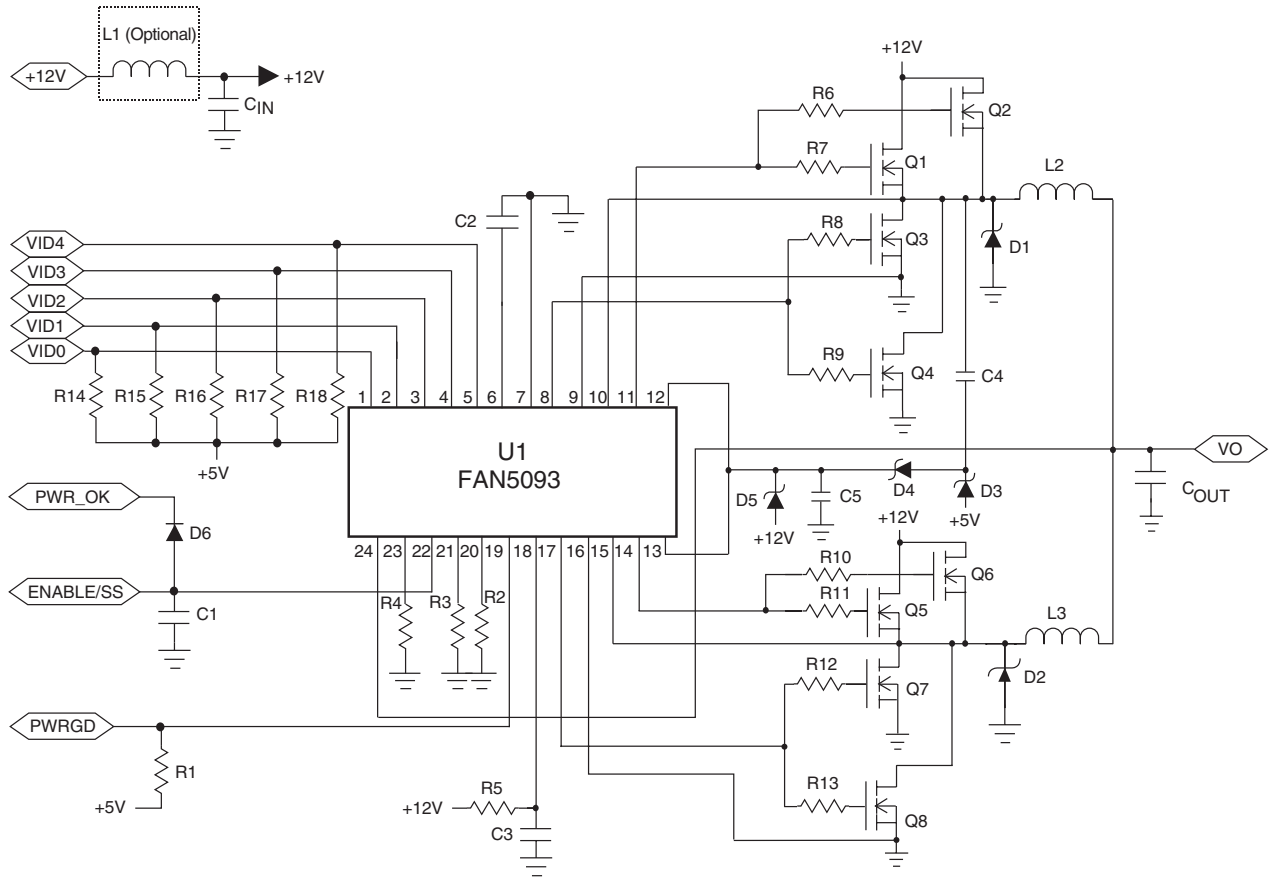 L1 (Optional)
+12V
+12V
CIN
+12V
R6
Q2
R7
Q1
L2
C2
R8
Q3
D1
VID4
VID3
VID2
VID1
VID0
R14
R15
R16
R17
R18
R9
Q4
C4
1
2
3
4
5
6
7
8
9
10
11
12
+5V
U1
FAN5093
VO
PWR_OK
D6
D5
C5
D4
D3
COUT
+12V
+12V
+5V
24
23
22
21
20
19
18
17
16
15
14
13
R10
Q6
ENABLE/SS
C1
R4
R3
R2
R11
Q5
L3
R12
Q7
D2
PWRGD
R1
+5V
+12V
R5
C3
R13
Q8